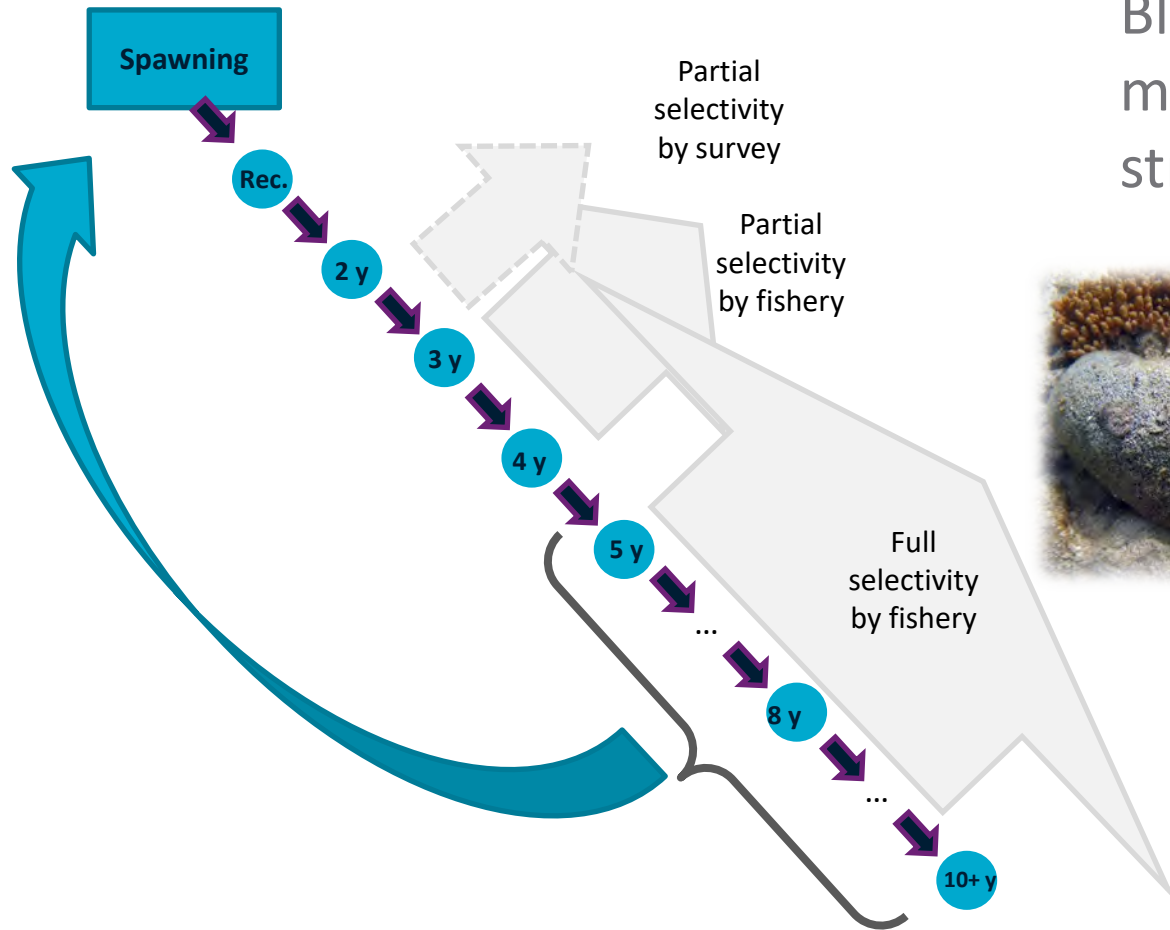 Spawning
Rec.
2 y
3 y
4 y
5 y
...
8 y
...
10+ y
Partial
selectivity
by survey
Partial
selectivity
by fishery
Full
selectivity
by fishery